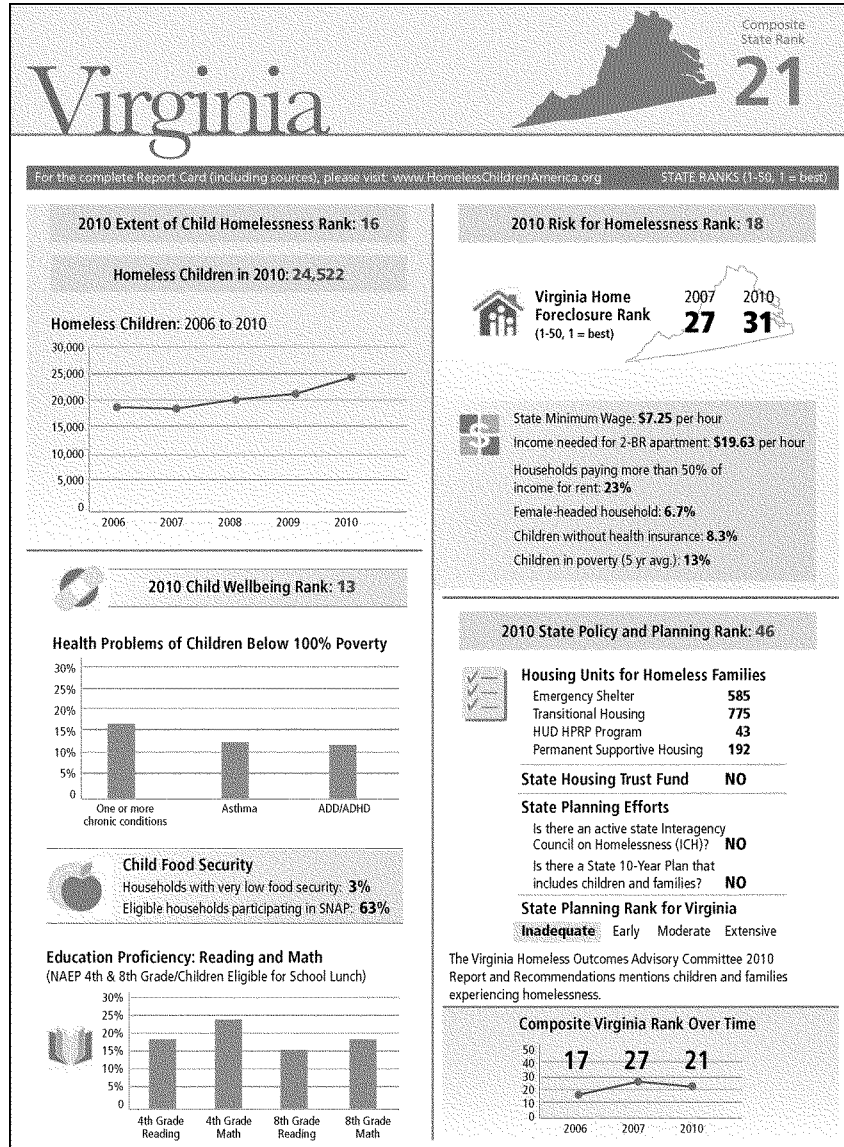 Composite
State Rank
21
Virginia
For the complete Report Card (including sources), please visit: www.HomelessChildrenAmerica.org STATE RANKS (1-50, 1 = best)
2010 Extent of Child Homelessness Rank: 16
Homeless Children in 2010: 24,522
Homeless Children: 2006 to 2010
30,000
25,000
20,000
15,000
10,000
5,000
0
2006 2007 2008 2009 2010
2010 Child Wellbeing Rank: 13
Health Problems of Children Below 100% Poverty
30%
25%
20%
15%
10%
5%
0
One or more
chronic conditions
Asthma
ADD/ADHD
Child Food Security
Households with very low food security: 3%
Eligible households participating in SNAP: 63%
Education Proficiency: Reading and Math
(NAEP 4th & 8th Grade/Children Eligible for School Lunch)
30%
25%
20%
15%
10%
5%
0
4th Grade
Reading
4th Grade
Math
8th Grade
Reading
8th Grade
Math
2010 Risk for Homelessness Rank: 18
Virginia Home
Foreclosure Rank
(1-50, 1 = best)
2007 2010
27 31
$
State Minimum Wage: $7.25 per hour
Income needed for 2-BR apartment: $19.63 per hour
Households paying more than 50% of
income for rent: 23%
Female-headed household: 6.7%
Children without health insurance: 8.3%
Children in poverty (5 yr avg.): 13%
2010 State Policy and Planning Rank: 46
Housing Units for Homeless Families
Emergency Shelter 585
Transitional Housing 775
HUD HPRP Program 43
Permanent Supportive Housing 192
State Housing Trust Fund NO
State Planning Efforts
Is there an active state Interagency
Council on Homelessness (ICH)? NO
Is there a State 10-Year Plan that
includes children and families? NO
State Planning Rank for Virginia
Inadequate Early Moderate Extensive
The Virginia Homeless Outcomes Advisory Committee 2010
Report and Recommendations mentions children and families
experiencing homelessness.
Composite Virginia Rank Over Time
50
40
30
20
10
0
17 27 21
2006 2007 2010